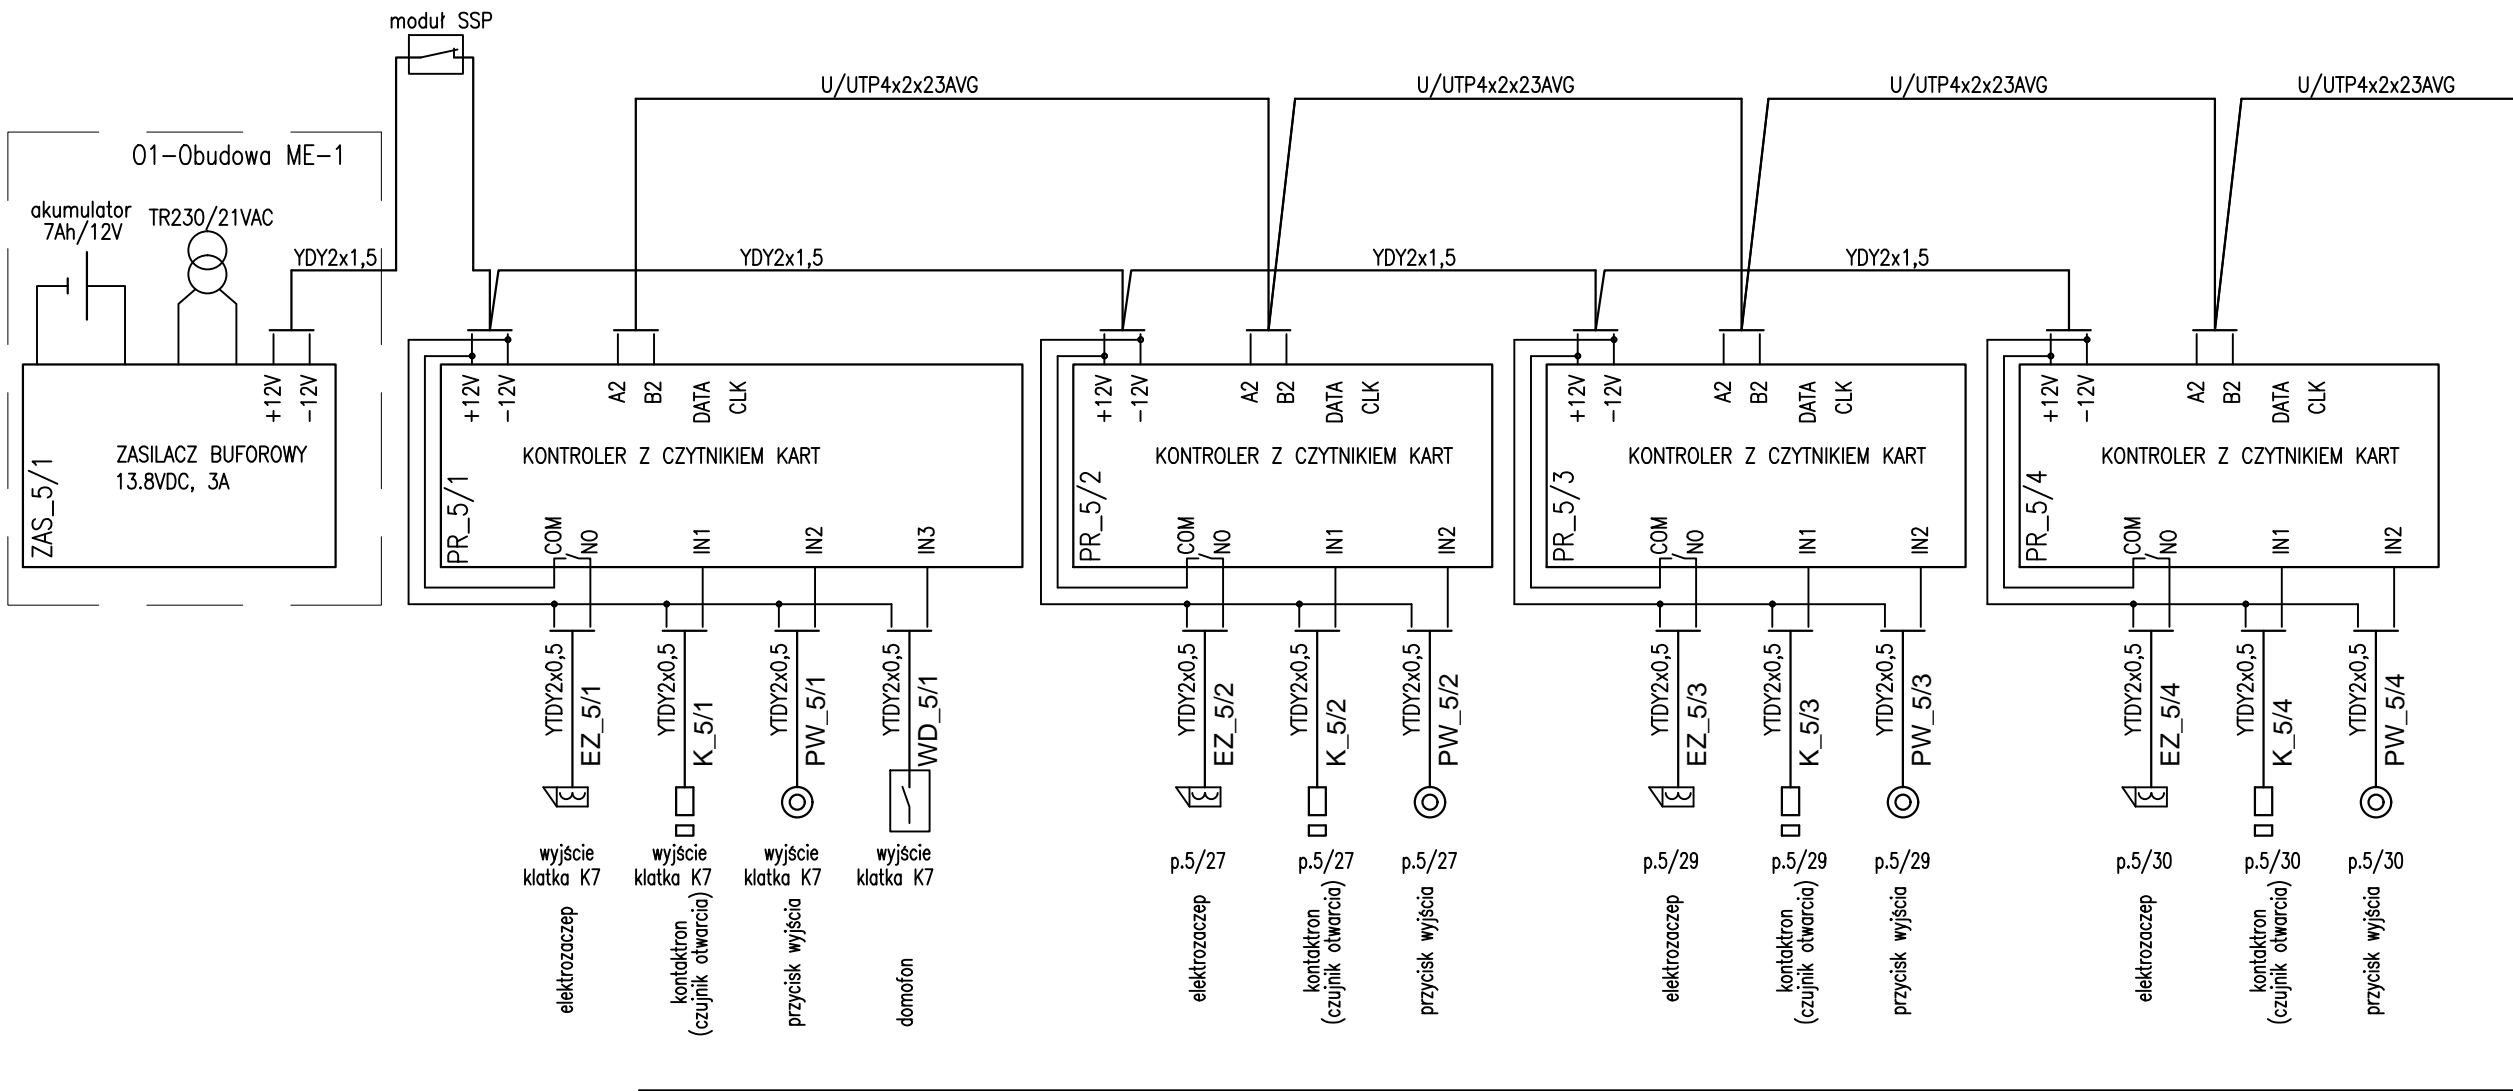 moduł SSP
U/UTP4x2x23AVG
U/UTP4x2x23AVG
U/UTP4x2x23AVG
U/UTP4x2x23AVG
O1-Obudowa ME-1
akumulator
7Ah/12V
TR230/21VAC
YDY2x1,5
YDY2x1,5
YDY2x1,5
YDY2x1,5
+12V
-12V
ZASILACZ BUFOROWY
13.8VDC, 3A
ZAS_5/1
+12V
-12V
A2
B2
DATA
CLK
KONTROLER Z CZYTNIKIEM KART
PR_5/1
COM
NO
IN1
IN2
IN3
+12V
-12V
A2
B2
DATA
CLK
KONTROLER Z CZYTNIKIEM KART
PR_5/2
COM
NO
IN1
IN2
+12V
-12V
A2
B2
DATA
CLK
KONTROLER Z CZYTNIKIEM KART
PR_5/3
COM
NO
IN1
IN2
+12V
-12V
A2
B2
DATA
CLK
KONTROLER Z CZYTNIKIEM KART
PR_5/4
COM
NO
IN1
IN2
YTDY2x0,5
EZ_5/1
YTDY2x0,5
K_5/1
YTDY2x0,5
PW_5/1
YTDY2x0,5
WD_5/1
YTDY2x0,5
EZ_5/2
YTDY2x0,5
K_5/2
YTDY2x0,5
PW_5/2
YTDY2x0,5
EZ_5/3
YTDY2x0,5
K_5/3
YTDY2x0,5
PW_5/3
YTDY2x0,5
EZ_5/4
YTDY2x0,5
K_5/4
YTDY2x0,5
PW_5/4
wyjście
klatka K7
elektrozaczep
wyjście
klatka K7
kontaktron
(czujnik otwarcia)
wyjście
klatka K7
przycisk wyjścia
wyjście
klatka K7
domofon
p.5/27
elektrozaczep
p.5/27
kontaktron
(czujnik otwarcia)
p.5/27
przycisk wyjścia
p.5/29
elektrozaczep
p.5/29
kontaktron
(czujnik otwarcia)
p.5/29
przycisk wyjścia
p.5/30
elektrozaczep
p.5/30
kontaktron
(czujnik otwarcia)
p.5/30
przycisk wyjścia